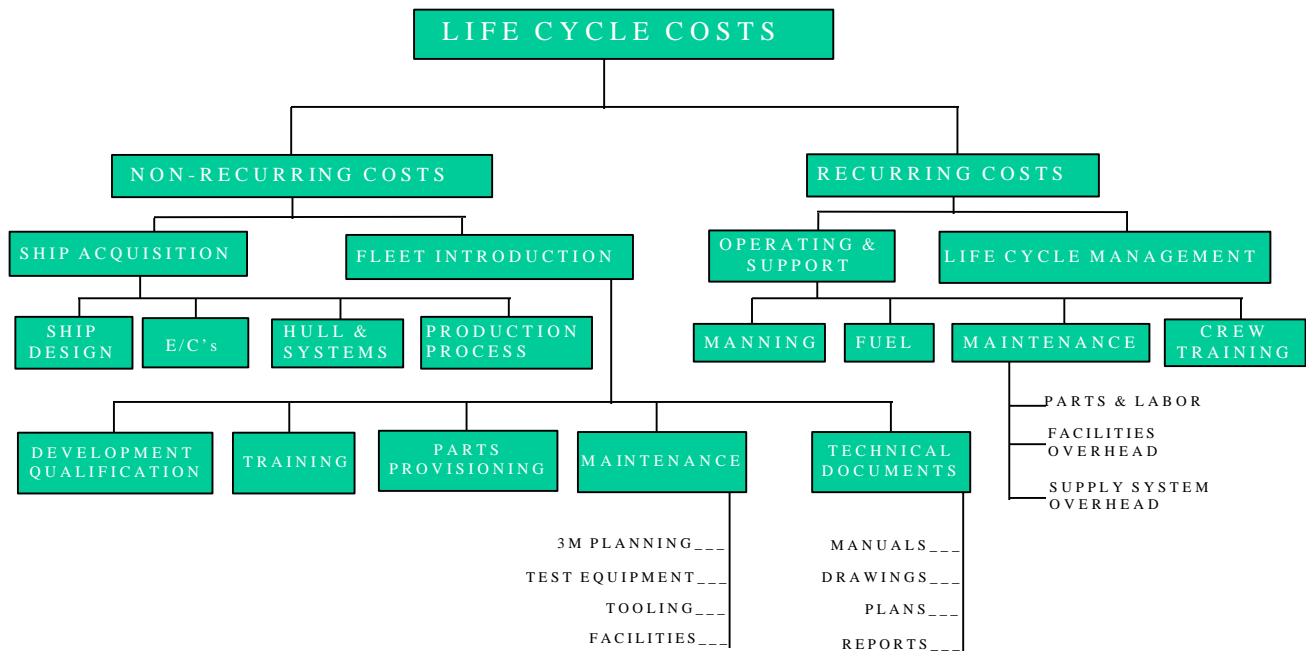 LIFE CYCLE COSTS
NON-RECURRING COSTS
RECURRING COSTS
SHIP ACQUISITION
FLEET INTRODUCTION
OPERATING &
SUPPORT
LIFE CYCLE MANAGEMENT
SHIP
DESIGN
E/C's
HULL &
SYSTEMS
PRODUCTION
PROCESS
MANNING
FUEL
MAINTENANCE
CREW
TRAINING
PARTS & LABOR
FACILITIES
OVERHEAD
SUPPLY SYSTEM
OVERHEAD
DEVELOPMENT
QUALIFICATION
TRAINING
PARTS
PROVISIONING
MAINTENANCE
TECHNICAL
DOCUMENTS
3M PLANNING___
TEST EQUIPMENT___
TOOLING___
FACILITIES___
MANUALS___
DRAWINGS___
PLANS___
REPORTS___